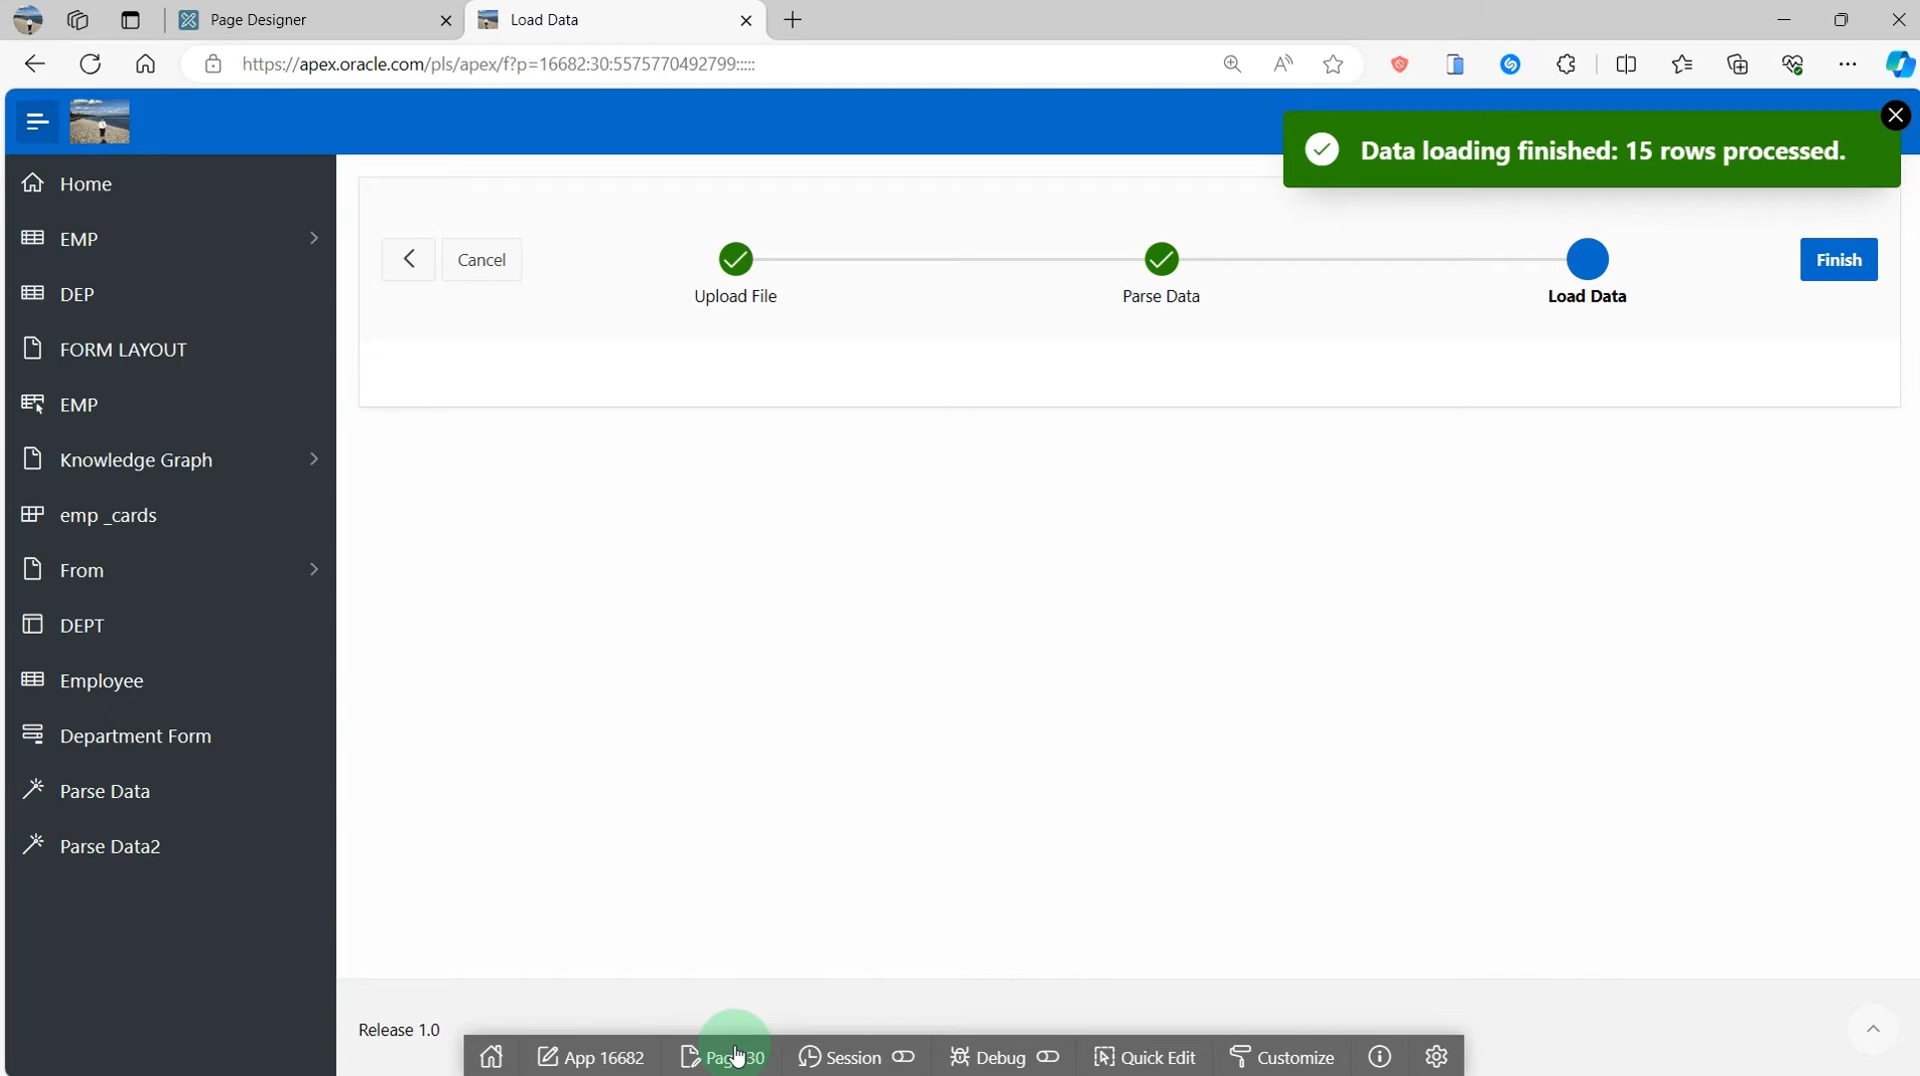 Page Designer
Load Data
https://apex.oracle.com/pls/apex/f?p=16682:30:5575770492799:::::
Data loading finished: 15 rows processed.
Home
EMP
DEP
FORM LAYOUT
EMP
Knowledge Graph
emp _cards
From
DEPT
Employee
Department Form
Parse Data
Parse Data2
Cancel
Upload File
Parse Data
Load Data
Finish
Release 1.0
App 16682
30
Session
Debug
Quick Edit
Customize